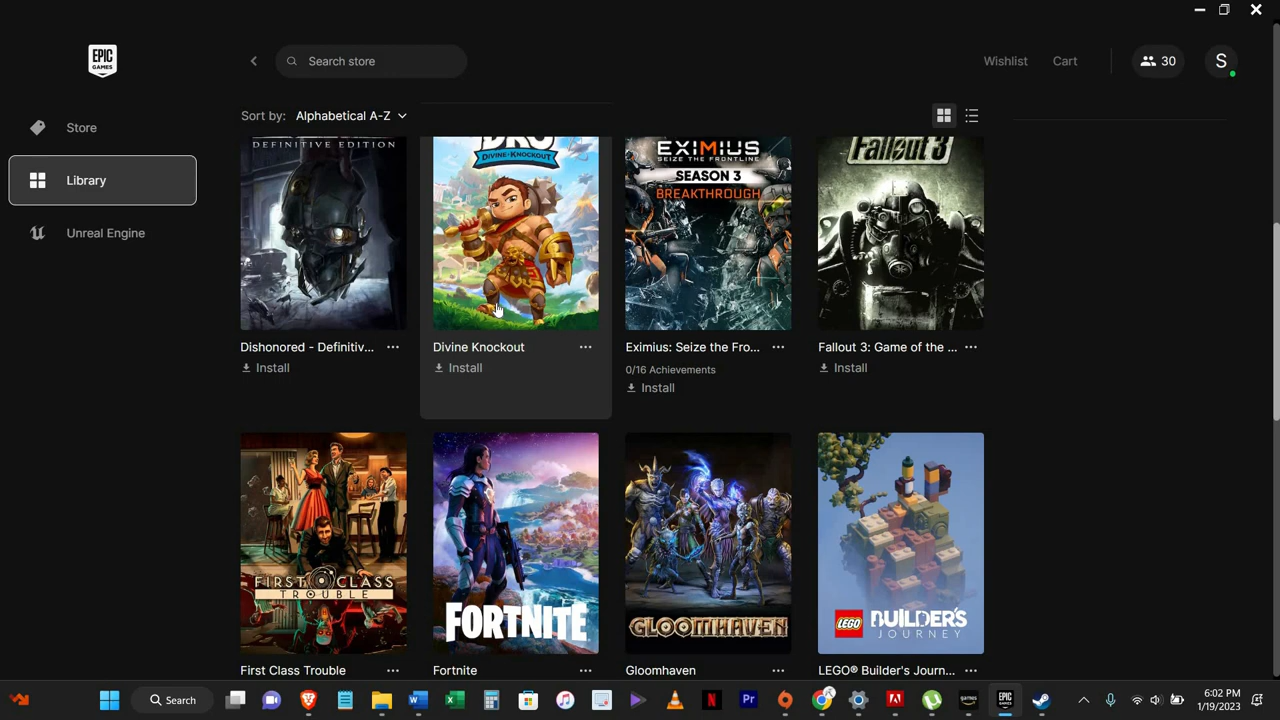 EPIC
GAMES
Search store
Wishlist
Cart
30
S
Store
Library
Unreal Engine
Sort by: Alphabetical A-Z
DEFINITIVE EDITION
DIVINE-KNOCKOUT
EXIMIUS
SEIZE THE FRONTLINE
SEASON 3
BREAKTHROUGH
Fallout 3
Dishonored - Definitiv...
Install
Divine Knockout
Install
Eximius: Seize the Fro...
0/16 Achievements
Install
Fallout 3: Game of the ...
Install
FIRST CLASS
TROUBLE
FORTNITE
GLOOMHAVEN
LEGO
BUILDER'S
JOURNEY
First Class Trouble
Fortnite
Gloomhaven
LEGO® Builder's Journ...
Search
6:02 PM
1/19/2023